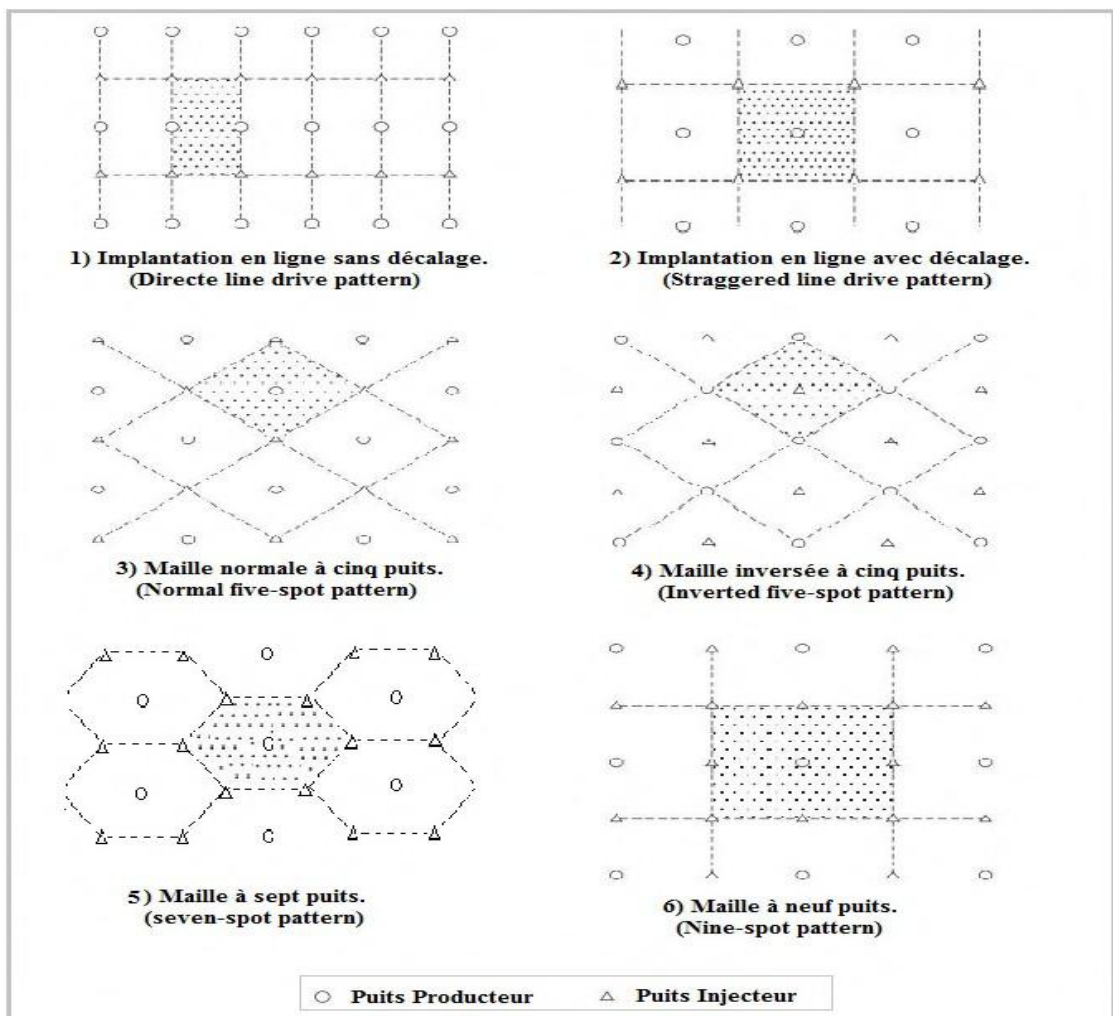 1) Implantation en ligne sans décalage.
(Directe line drive pattern)
2) Implantation en ligne avec décalage.
(Straggered line drive pattern)
3) Maille normale à cinq puits.
(Normal five-spot pattern)
4) Maille inversée à cinq puits.
(Inverted five-spot pattern)
5) Maille à sept puits.
(seven-spot pattern)
6) Maille à neuf puits.
(Nine-spot pattern)
Puits Producteur
Puits Injecteur